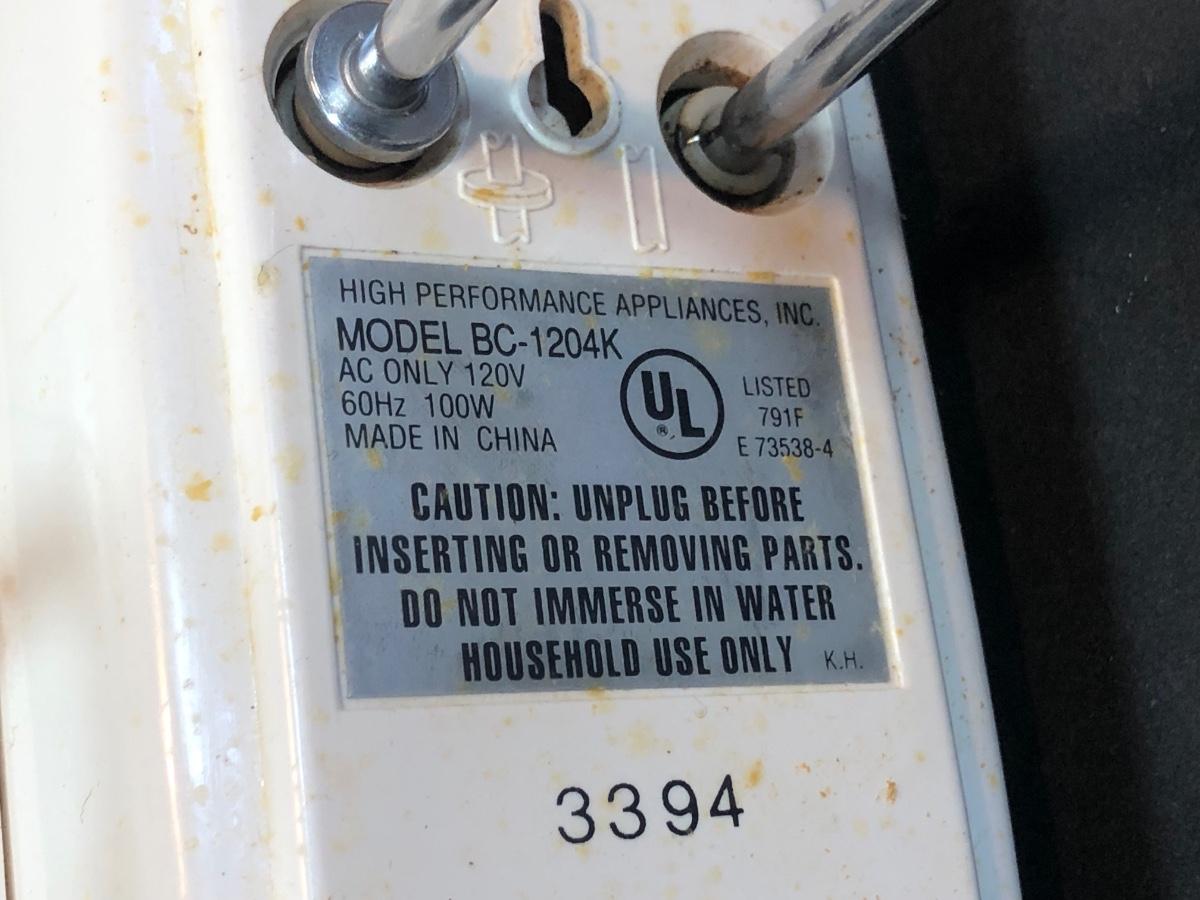 HIGH PERFORMANCE APPLIANCES, INC.
MODEL BC-1204K
AC ONLY 120V
60Hz 100W
MADE IN CHINA
UL
®
LISTED
791F
E 73538-4
CAUTION: UNPLUG BEFORE
INSERTING OR REMOVING PARTS.
DO NOT IMMERSE IN WATER
HOUSEHOLD USE ONLY K.H.
3394